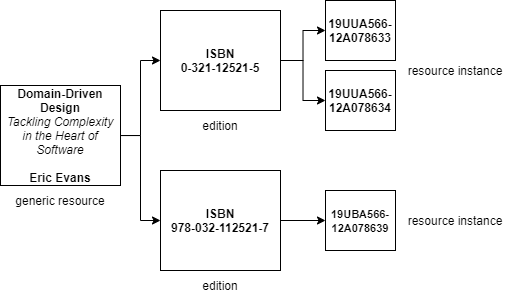 Domain-Driven
Design
Tackling Complexity
in the Heart of
Software
Eric Evans
generic resource
ISBN
0-321-12521-5
edition
19UUA566-
12A078633
19UUA566-
12A078634
resource instance
ISBN
978-032-112521-7
edition
19UBA566-
12A078639
resource instance